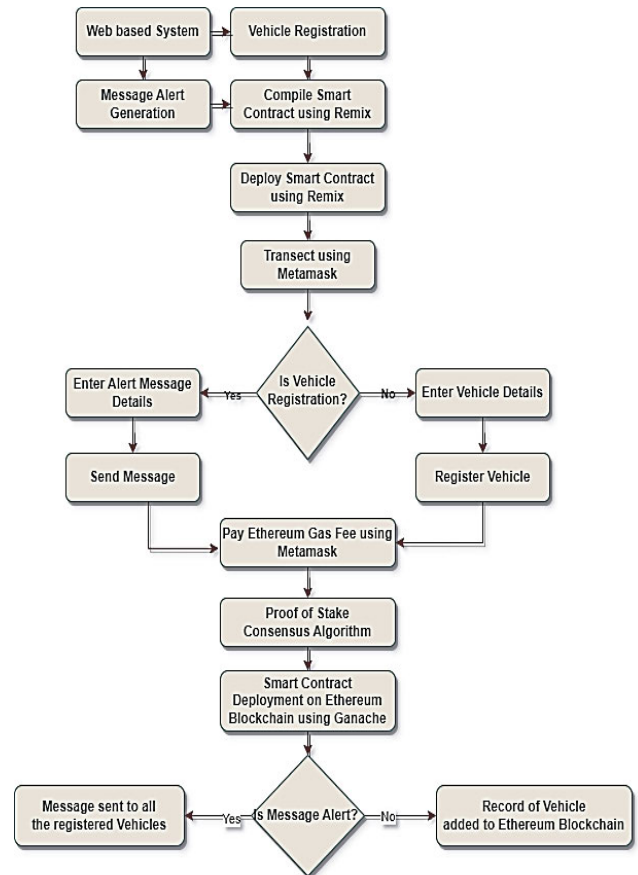 Web based System
Vehicle Registration
Message Alert
Generation
Compile Smart
Contract using Remix
Deploy Smart Contract
using Remix
Transect using
Metamask
Is Vehicle
Registration?
Yes
No
Enter Alert Message
Details
Enter Vehicle Details
Send Message
Register Vehicle
Pay Ethereum Gas Fee using
Metamask
Proof of Stake
Consensus Algorithm
Smart Contract
Deployment on Ethereum
Blockchain using Ganache
Is Message Alert?
Yes
No
Message sent to all
the registered Vehicles
Record of Vehicle
added to Ethereum Blockchain